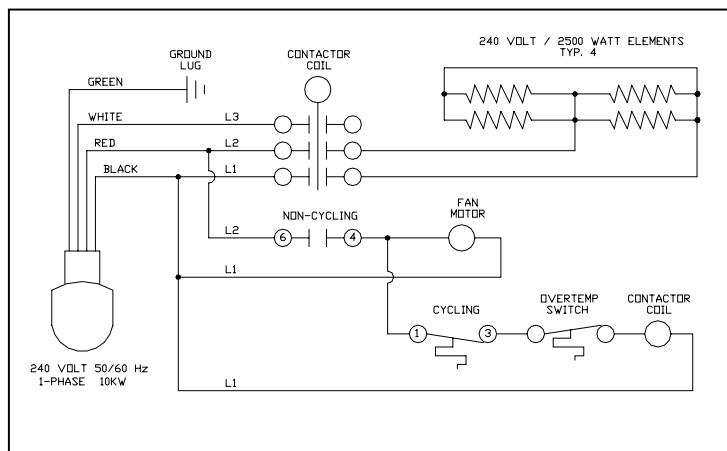 240 VOLT / 2500 WATT ELEMENTS
TYP. 4
GROUND
LUG
CONTACTOR
COIL
GREEN
WHITE
L3
RED
L2
BLACK
L1
NON-CYCLING
FAN
MOTOR
L2
6
4
L1
CYCLING
OVERTEMP
SWITCH
CONTACTOR
COIL
1
3
240 VOLT 50/60 Hz
1-PHASE 10KW
L1